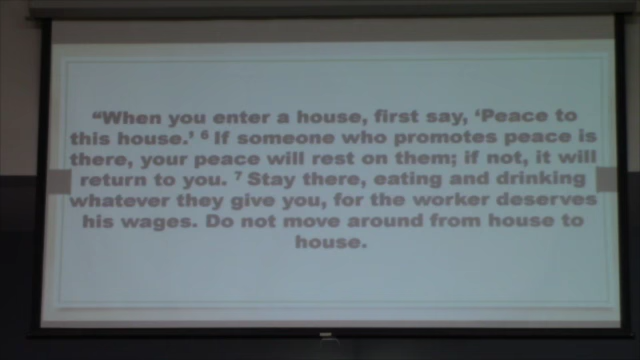 “When you enter a house, first say, ‘Peace to
this house.’ ⁶ If someone who promotes peace is
there, your peace will rest on them; if not, it will
return to you. ⁷ Stay there, eating and drinking
whatever they give you, for the worker deserves
his wages. Do not move around from house to
house.